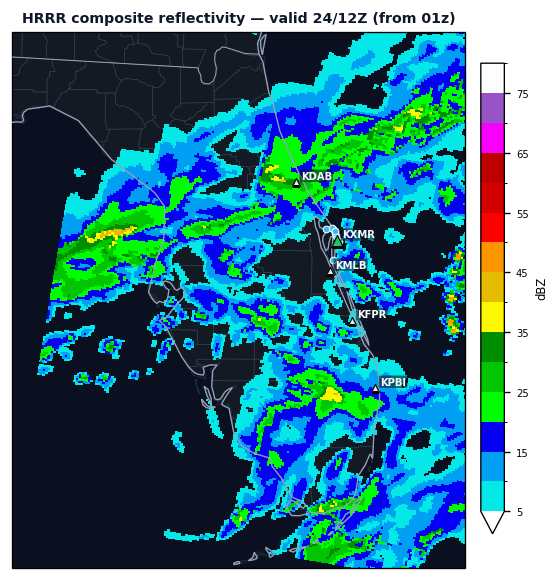 HRRR composite reflectivity — valid 24/12Z (from 01z)
KDAB
KXMR
KMLB
KFPR
KPBI
75
65
55
45
35
25
15
5
dBZ